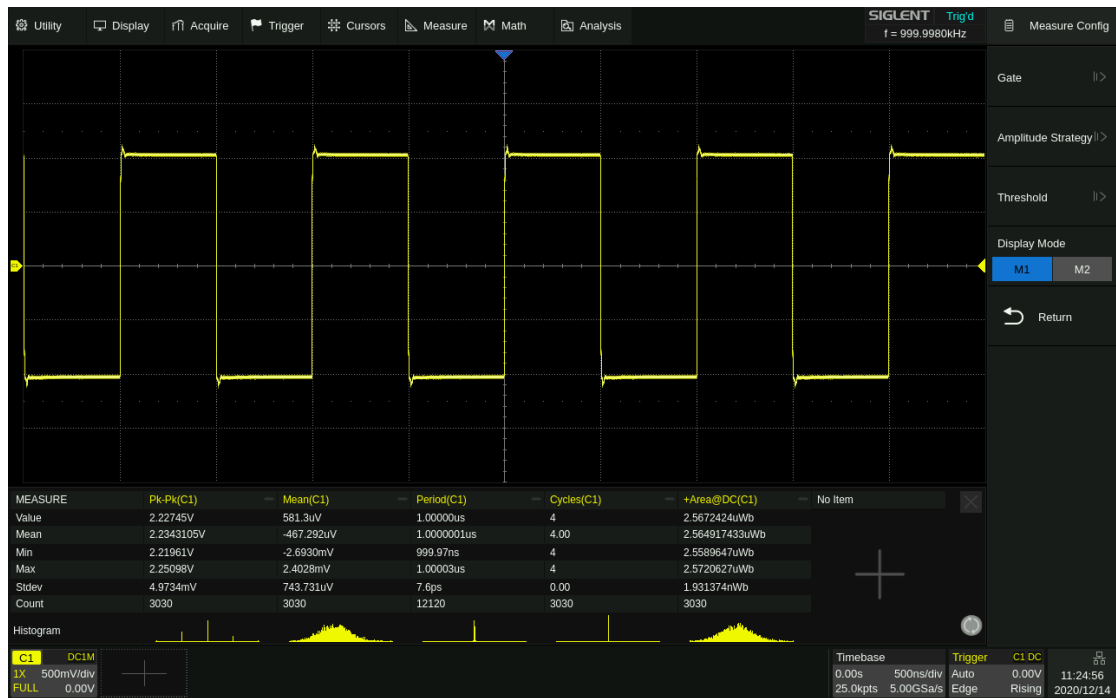 Utility Display Acquire Trigger Cursors Measure Math Analysis SIGLENT Trig'd Measure Config
f = 999.9980kHz
Gate
Amplitude Strategy
Threshold
Display Mode
M1 M2
Return
C1
MEASURE Pk-Pk(C1) Mean(C1) Period(C1) Cycles(C1) +Area@DC(C1) No Item
Value 2.22745V 581.3uV 1.00000us 4 2.5672424uWb
Mean 2.2343105V -467.292uV 1.0000001us 4.00 2.564917433uWb
Min 2.21961V -2.6930mV 999.97ns 4 2.5589647uWb
Max 2.25098V 2.4028mV 1.00003us 4 2.5720627uWb
Stdev 4.9734mV 743.731uV 7.6ps 0.00 1.931374nWb
Count 3030 3030 12120 3030 3030
Histogram
C1 DC1M Timebase Trigger C1 DC
1X 500mV/div 0.00s 500ns/div Auto 0.00V 11:24:56
FULL 0.00V 25.0kpts 5.00GSa/s Edge Rising 2020/12/14